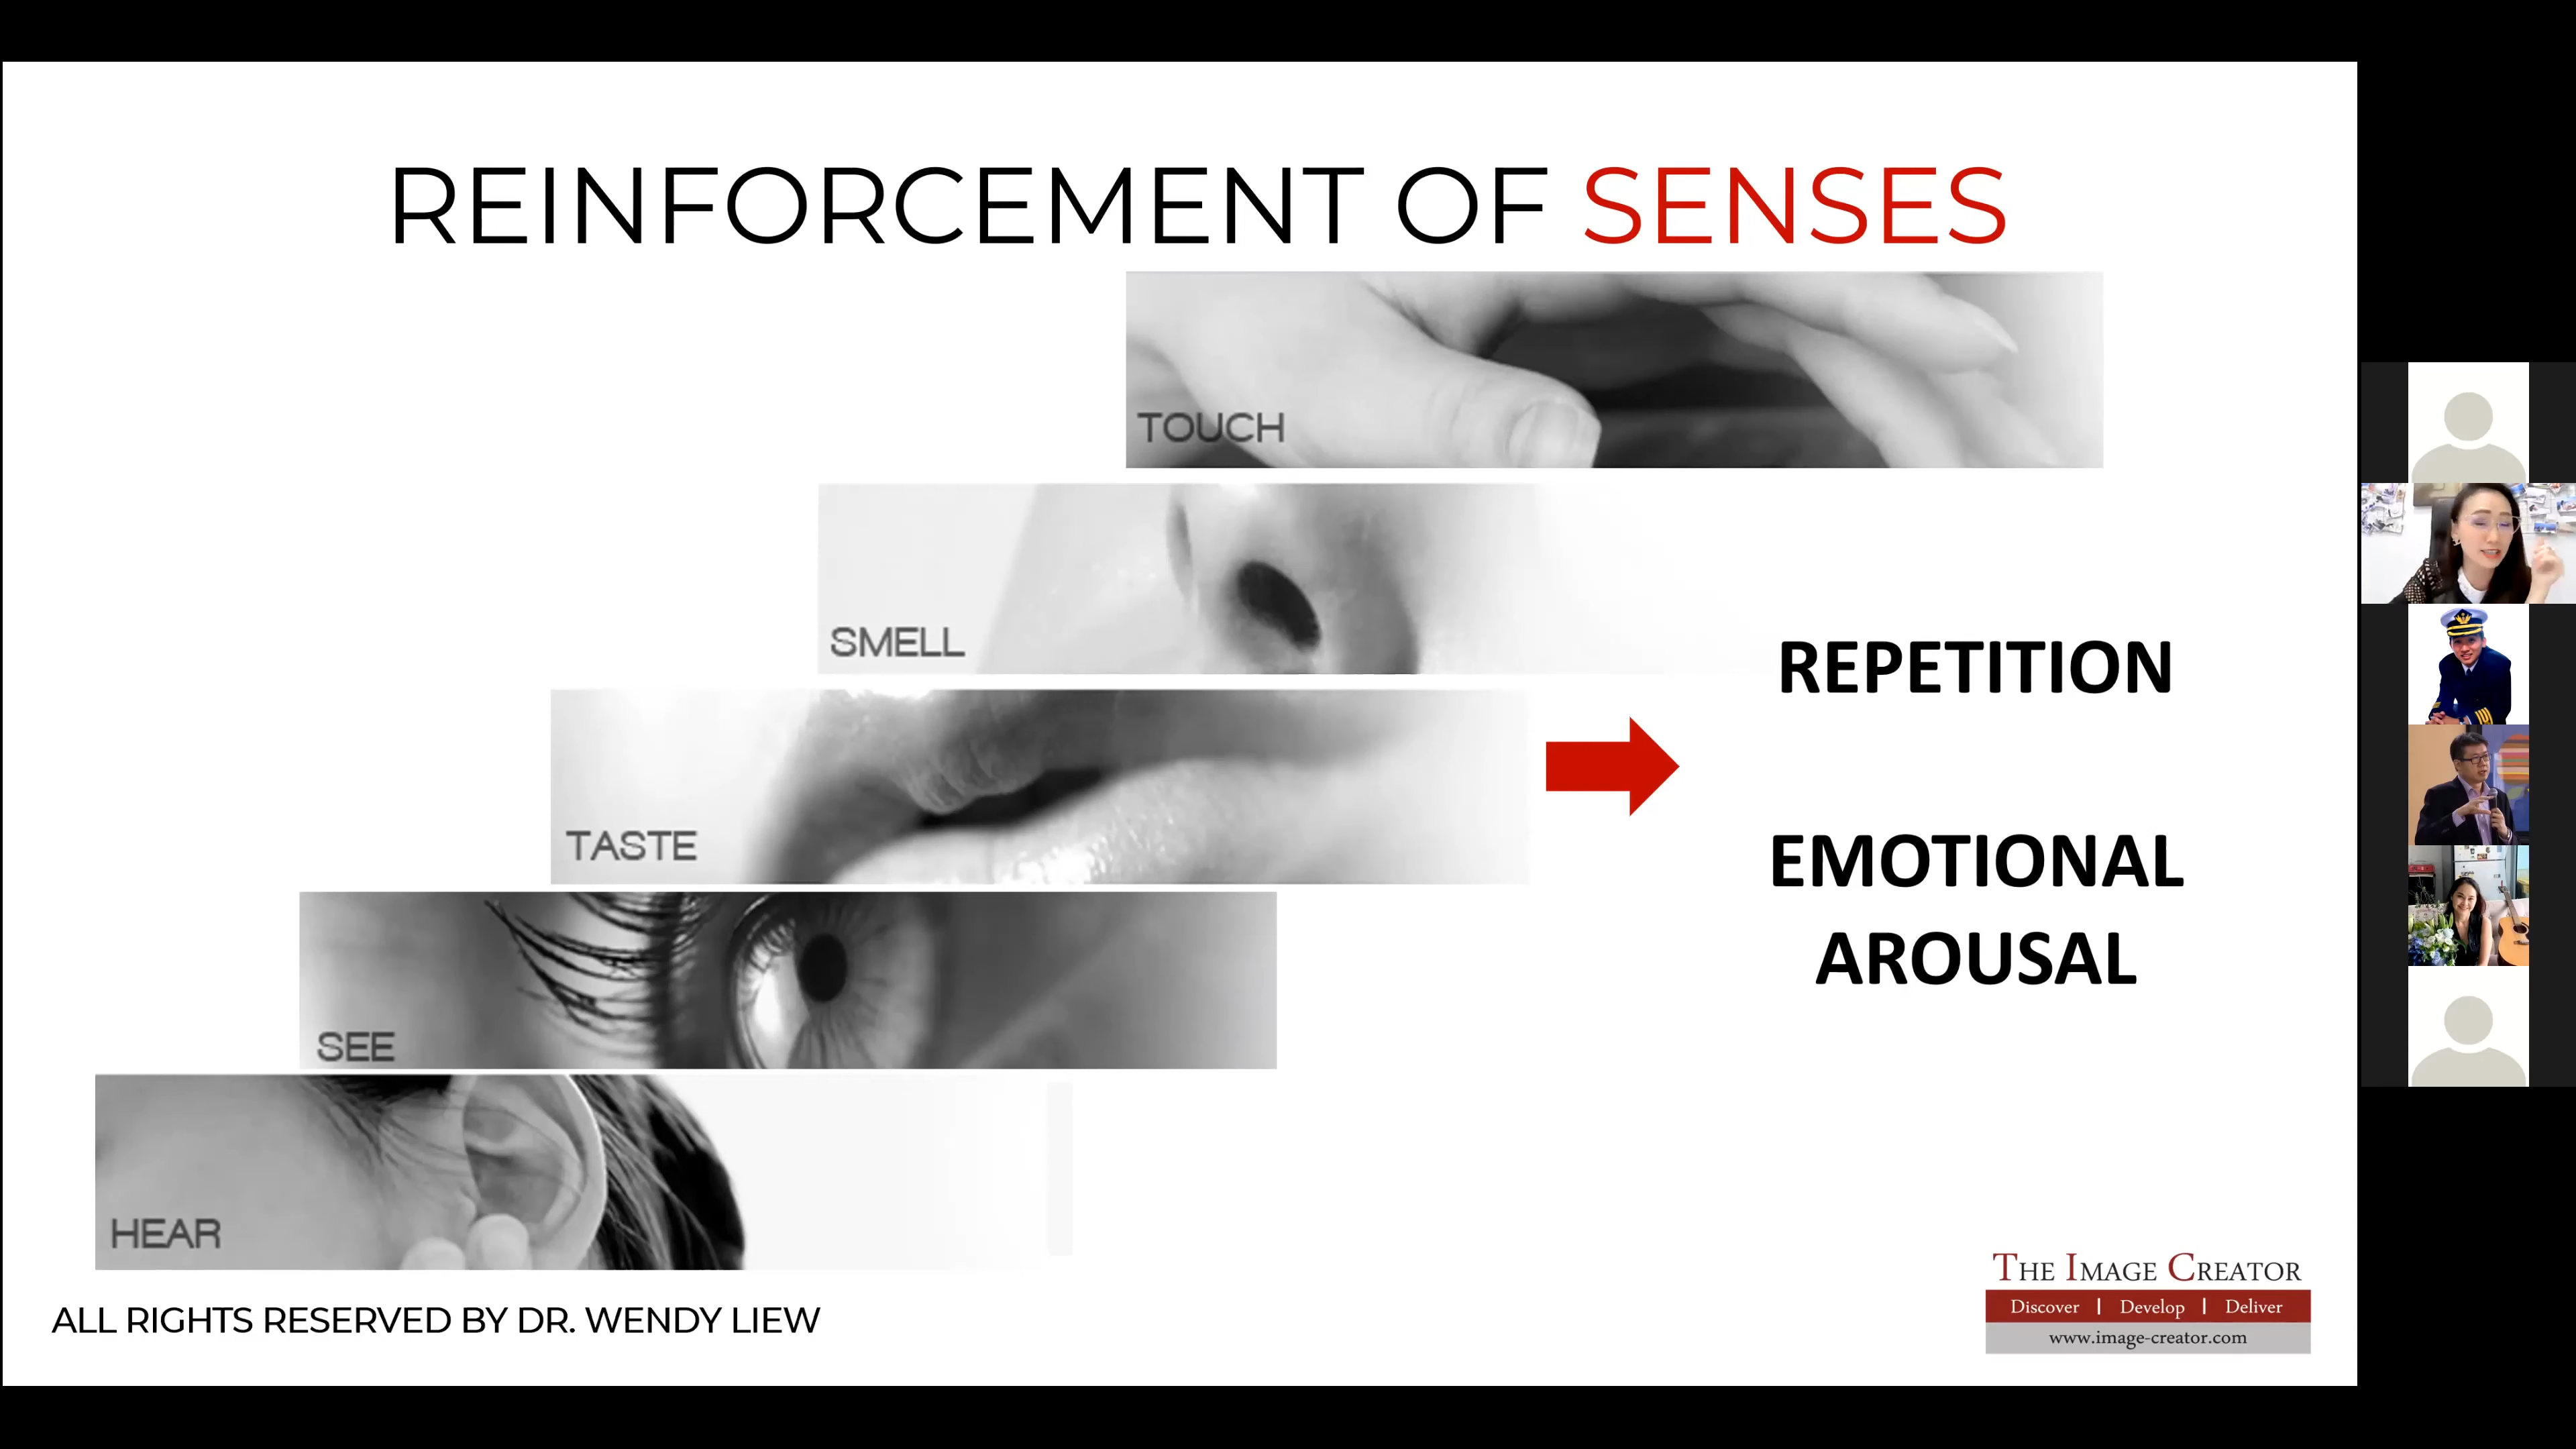 REINFORCEMENT OF SENSES
TOUCH
SMELL
REPETITION
TASTE
EMOTIONAL
AROUSAL
SEE
HEAR
ALL RIGHTS RESERVED BY DR. WENDY LIEW
THE IMAGE CREATOR
Discover | Develop | Deliver
www.image-creator.com